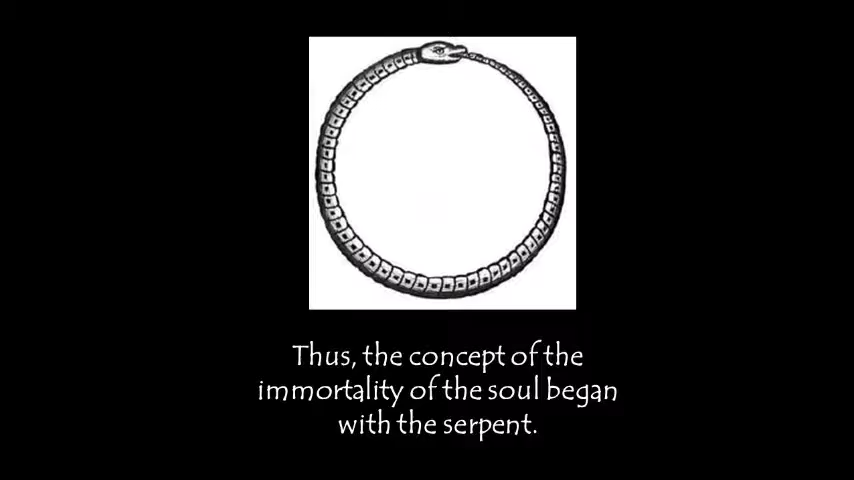 Thus, the concept of the
immortality of the soul began
with the serpent.